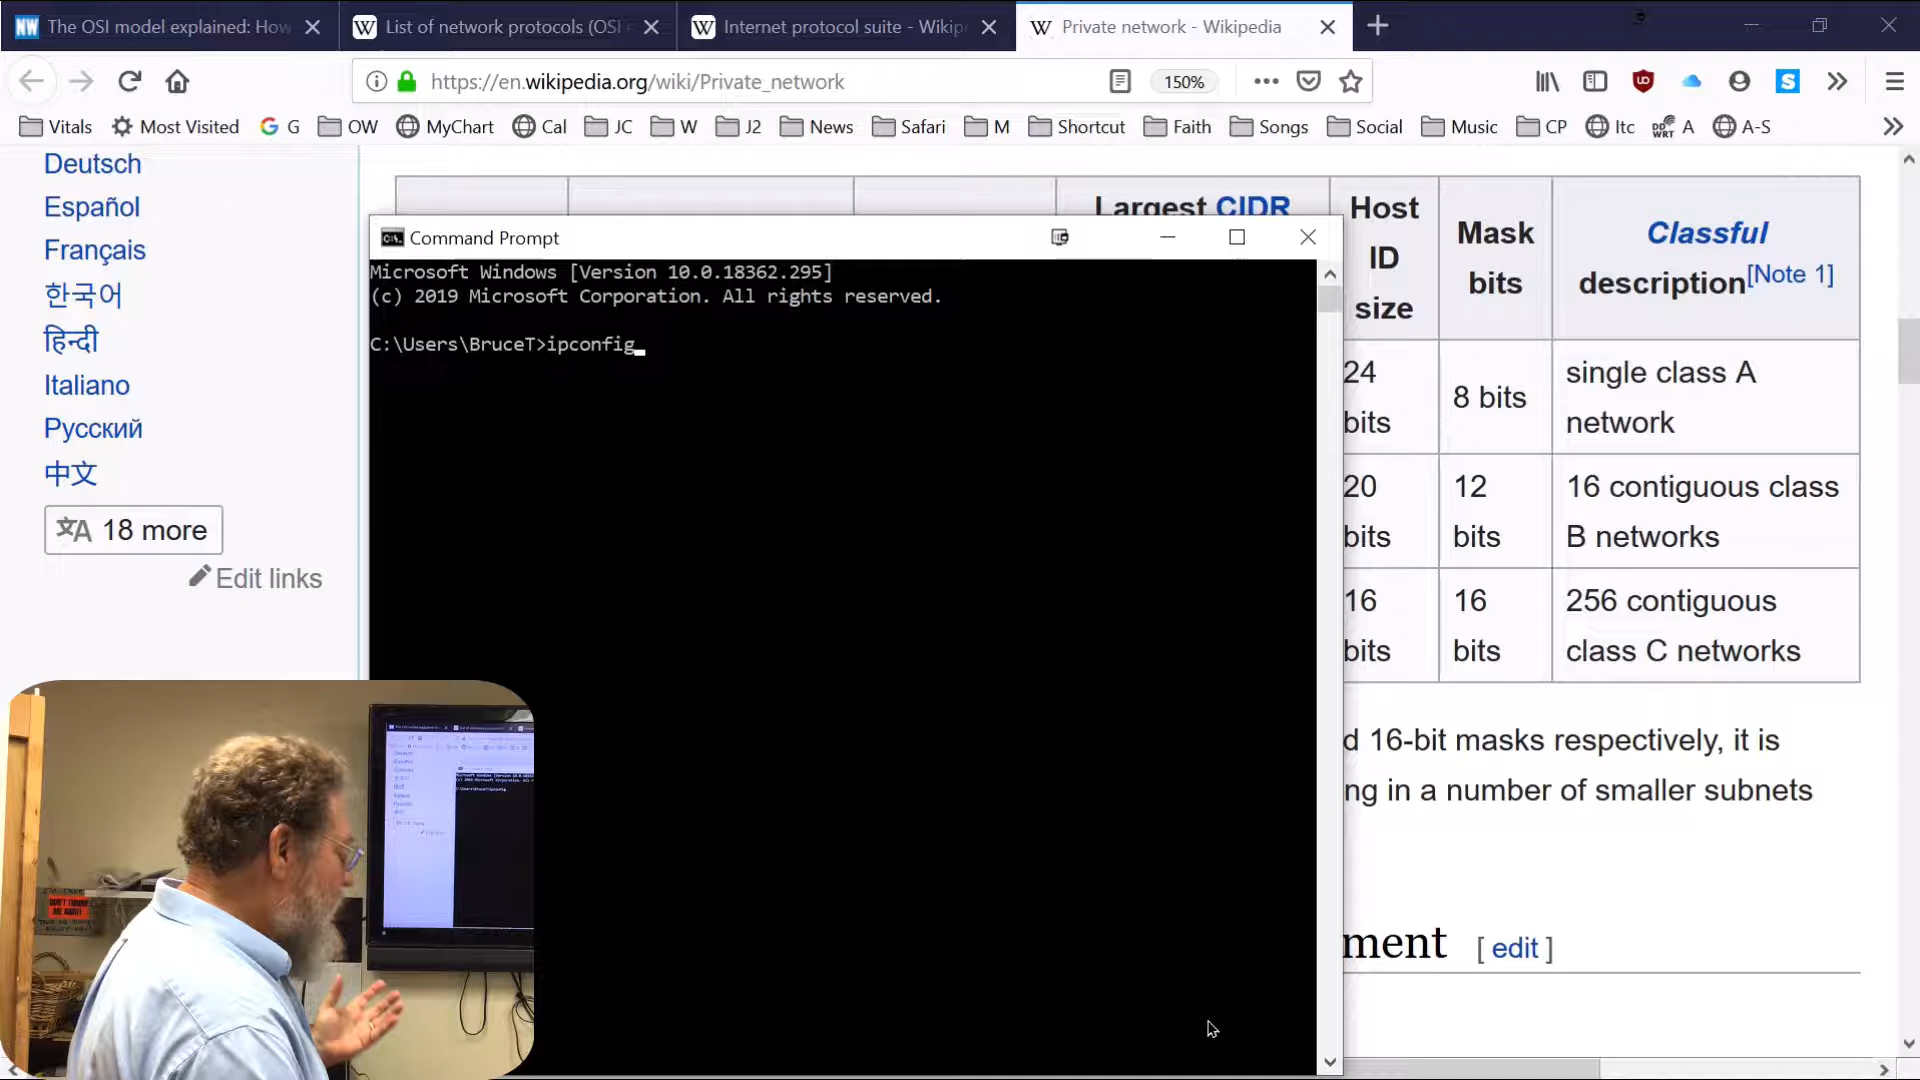 The OSI model explained: How
List of network protocols (OSI
Internet protocol suite - Wikip
Private network - Wikipedia
https://en.wikipedia.org/wiki/Private_network
150%
Vitals
Most Visited
G
OW
MyChart
Cal
JC
W
J2
News
Safari
M
Shortcut
Faith
Songs
Social
Music
CP
Itc
A
A-S
Deutsch
Español
Français
한국어
हिन्दी
Italiano
Русский
中文
18 more
Edit links
Largest CIDR
Host ID size
Mask bits
Classful description[Note 1]
24 bits
8 bits
single class A network
20 bits
12 bits
16 contiguous class B networks
16 bits
16 bits
256 contiguous class C networks
d 16-bit masks respectively, it is
ng in a number of smaller subnets
ment [ edit ]
Command Prompt
Microsoft Windows [Version 10.0.18362.295]
(c) 2019 Microsoft Corporation. All rights reserved.
C:\Users\BruceT>ipconfig_